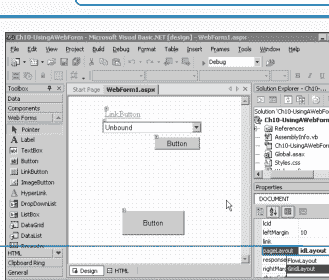 Ch10-UsingAWebForm - Microsoft Visual Basic.NET [design] - WebForm1.aspx
File Edit View Project Build Debug Format Table Insert Frames Tools Window Help
Debug
Toolbox
Data
Components
Web Forms
Pointer
Label
TextBox
Button
LinkButton
ImageButton
HyperLink
DropDownList
ListBox
DataGrid
DataList
HTML
Clipboard Ring
General
Start Page WebForm1.aspx
LinkButton
Unbound
Button
Button
Design HTML
Solution Explorer - Ch10-...
Solution 'Ch10-UsingAWebFo
Ch10-UsingAWebForm
References
AssemblyInfo.vb
Global.asax
Styles.css
Properties
DOCUMENT
lcid
leftMargin 10
link
pageLayout GridLayout
FlowLayout
GridLayout